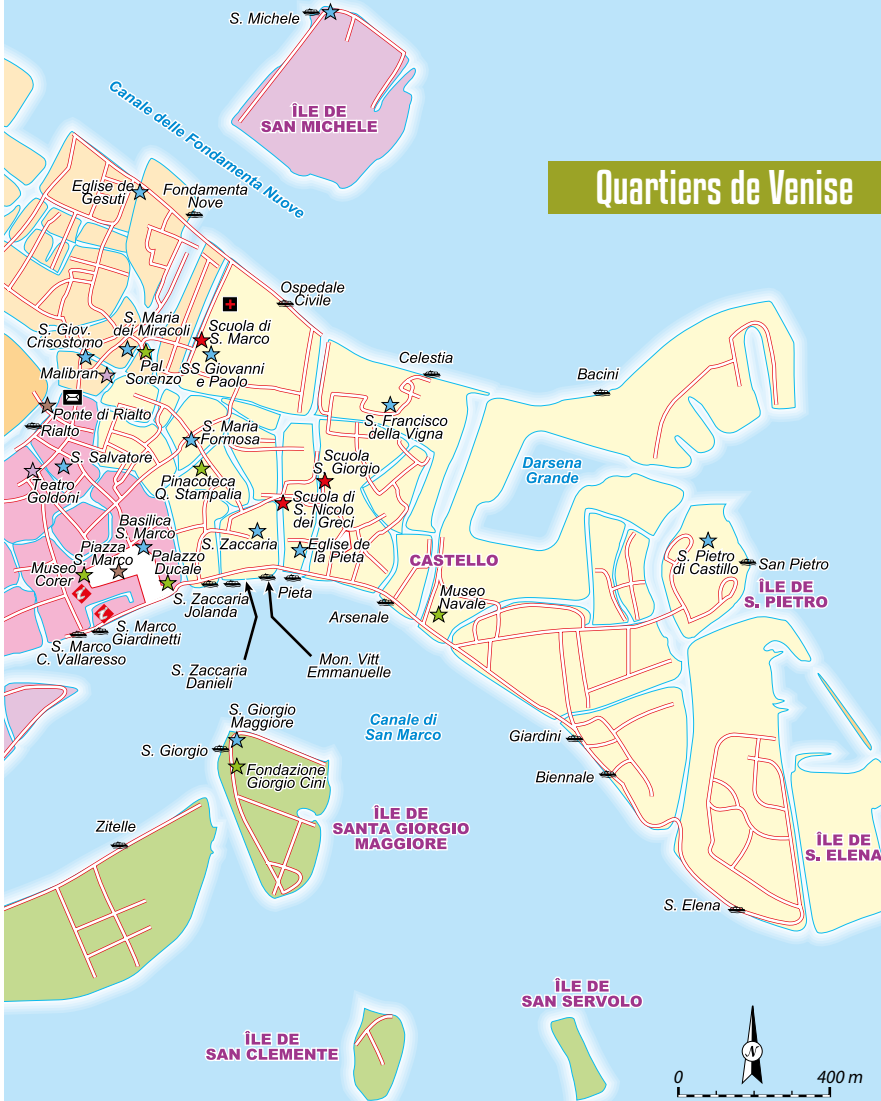 S. Michele
ÎLE DE
SAN MICHELE
Canale delle Fondamenta Nuove
Quartiers de Venise
Eglise de
Gesuti
Fondamenta
Nove
Ospedale
Civile
S. Maria
dei Miracoli
S. Giov.
Crisostomo
Scuola di
S. Marco
Malibran
Pal.
Sorenzo
SS Giovanni
e Paolo
Celestia
Bacini
Ponte di Rialto
Rialto
S. Maria
Formosa
S. Francisco
della Vigna
S. Salvatore
Teatro
Goldoni
Pinacoteca
Q. Stampalia
Scuola
S. Giorgio
Darsena
Grande
Scuola di
S. Nicolo
dei Greci
Basilica
S. Marco
Piazza
S. Marco
S. Zaccaria
Eglise de
la Pieta
Museo
Corer
Palazzo
Ducale
CASTELLO
S. Pietro
di Castillo
San Pietro
ÎLE DE
S. PIETRO
S. Zaccaria
Jolanda
Pieta
Arsenale
Museo
Navale
S. Marco
Giardinetti
S. Marco
C. Vallaresso
S. Zaccaria
Danieli
Mon. Vitt
Emmanuelle
S. Giorgio
Maggiore
S. Giorgio
Canale di
San Marco
Giardini
Fondazione
Giorgio Cini
Biennale
ÎLE DE
SANTA GIORGIO
MAGGIORE
Zitelle
ÎLE DE
S. ELENA
S. Elena
ÎLE DE
SAN SERVOLO
ÎLE DE
SAN CLEMENTE
N
0 400 m